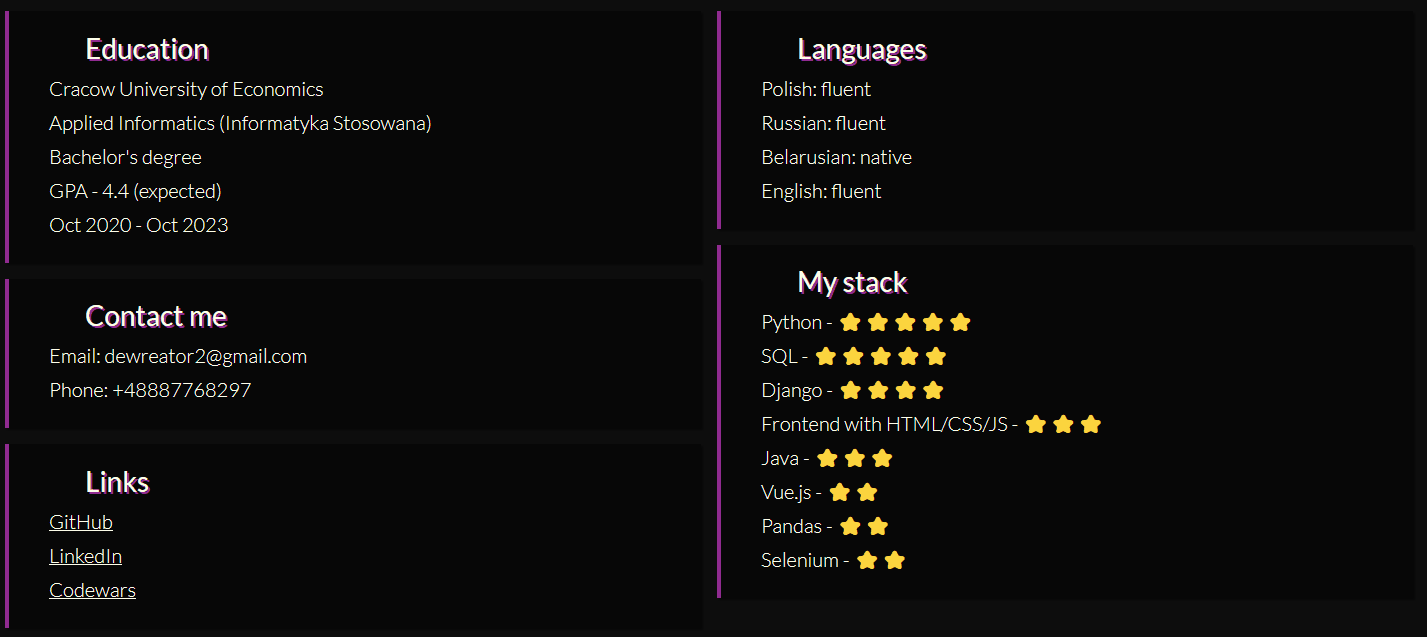 Education
Cracow University of Economics
Applied Informatics (Informatyka Stosowana)
Bachelor's degree
GPA - 4.4 (expected)
Oct 2020 - Oct 2023
Contact me
Email: dewreator2@gmail.com
Phone: +48887768297
Links
GitHub
LinkedIn
Codewars
Languages
Polish: fluent
Russian: fluent
Belarusian: native
English: fluent
My stack
Python - ⭐ ⭐ ⭐ ⭐ ⭐
SQL - ⭐ ⭐ ⭐ ⭐ ⭐
Django - ⭐ ⭐ ⭐ ⭐
Frontend with HTML/CSS/JS - ⭐ ⭐ ⭐
Java - ⭐ ⭐ ⭐
Vue.js - ⭐ ⭐
Pandas - ⭐ ⭐
Selenium - ⭐ ⭐